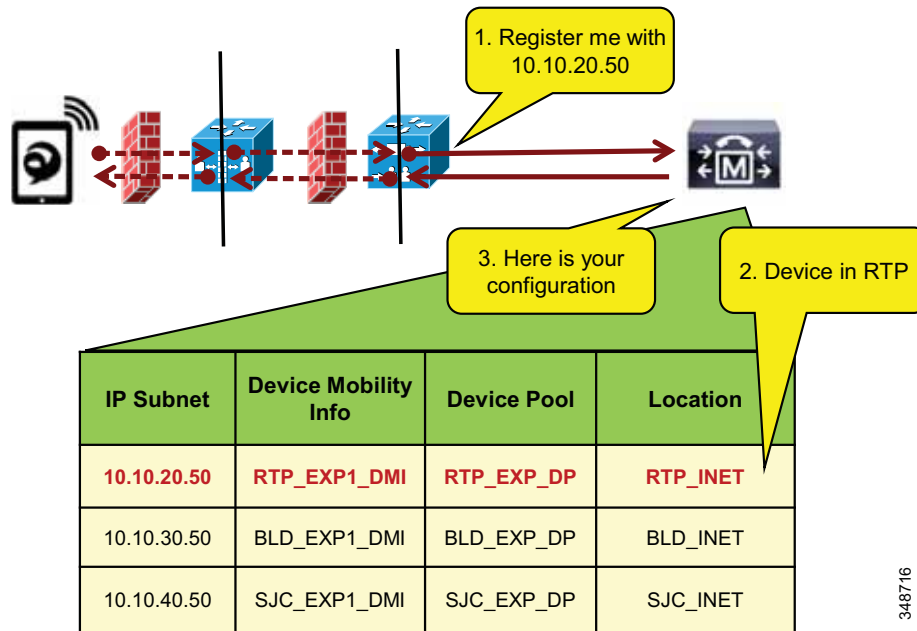 1. Register me with
10.10.20.50
M
3. Here is your
configuration
2. Device in RTP
IP Subnet
Device Mobility
Info
Device Pool
Location
10.10.20.50
RTP_EXP1_DMI
RTP_EXP_DP
RTP_INET
10.10.30.50
BLD_EXP1_DMI
BLD_EXP_DP
BLD_INET
10.10.40.50
SJC_EXP1_DMI
SJC_EXP_DP
SJC_INET
348716